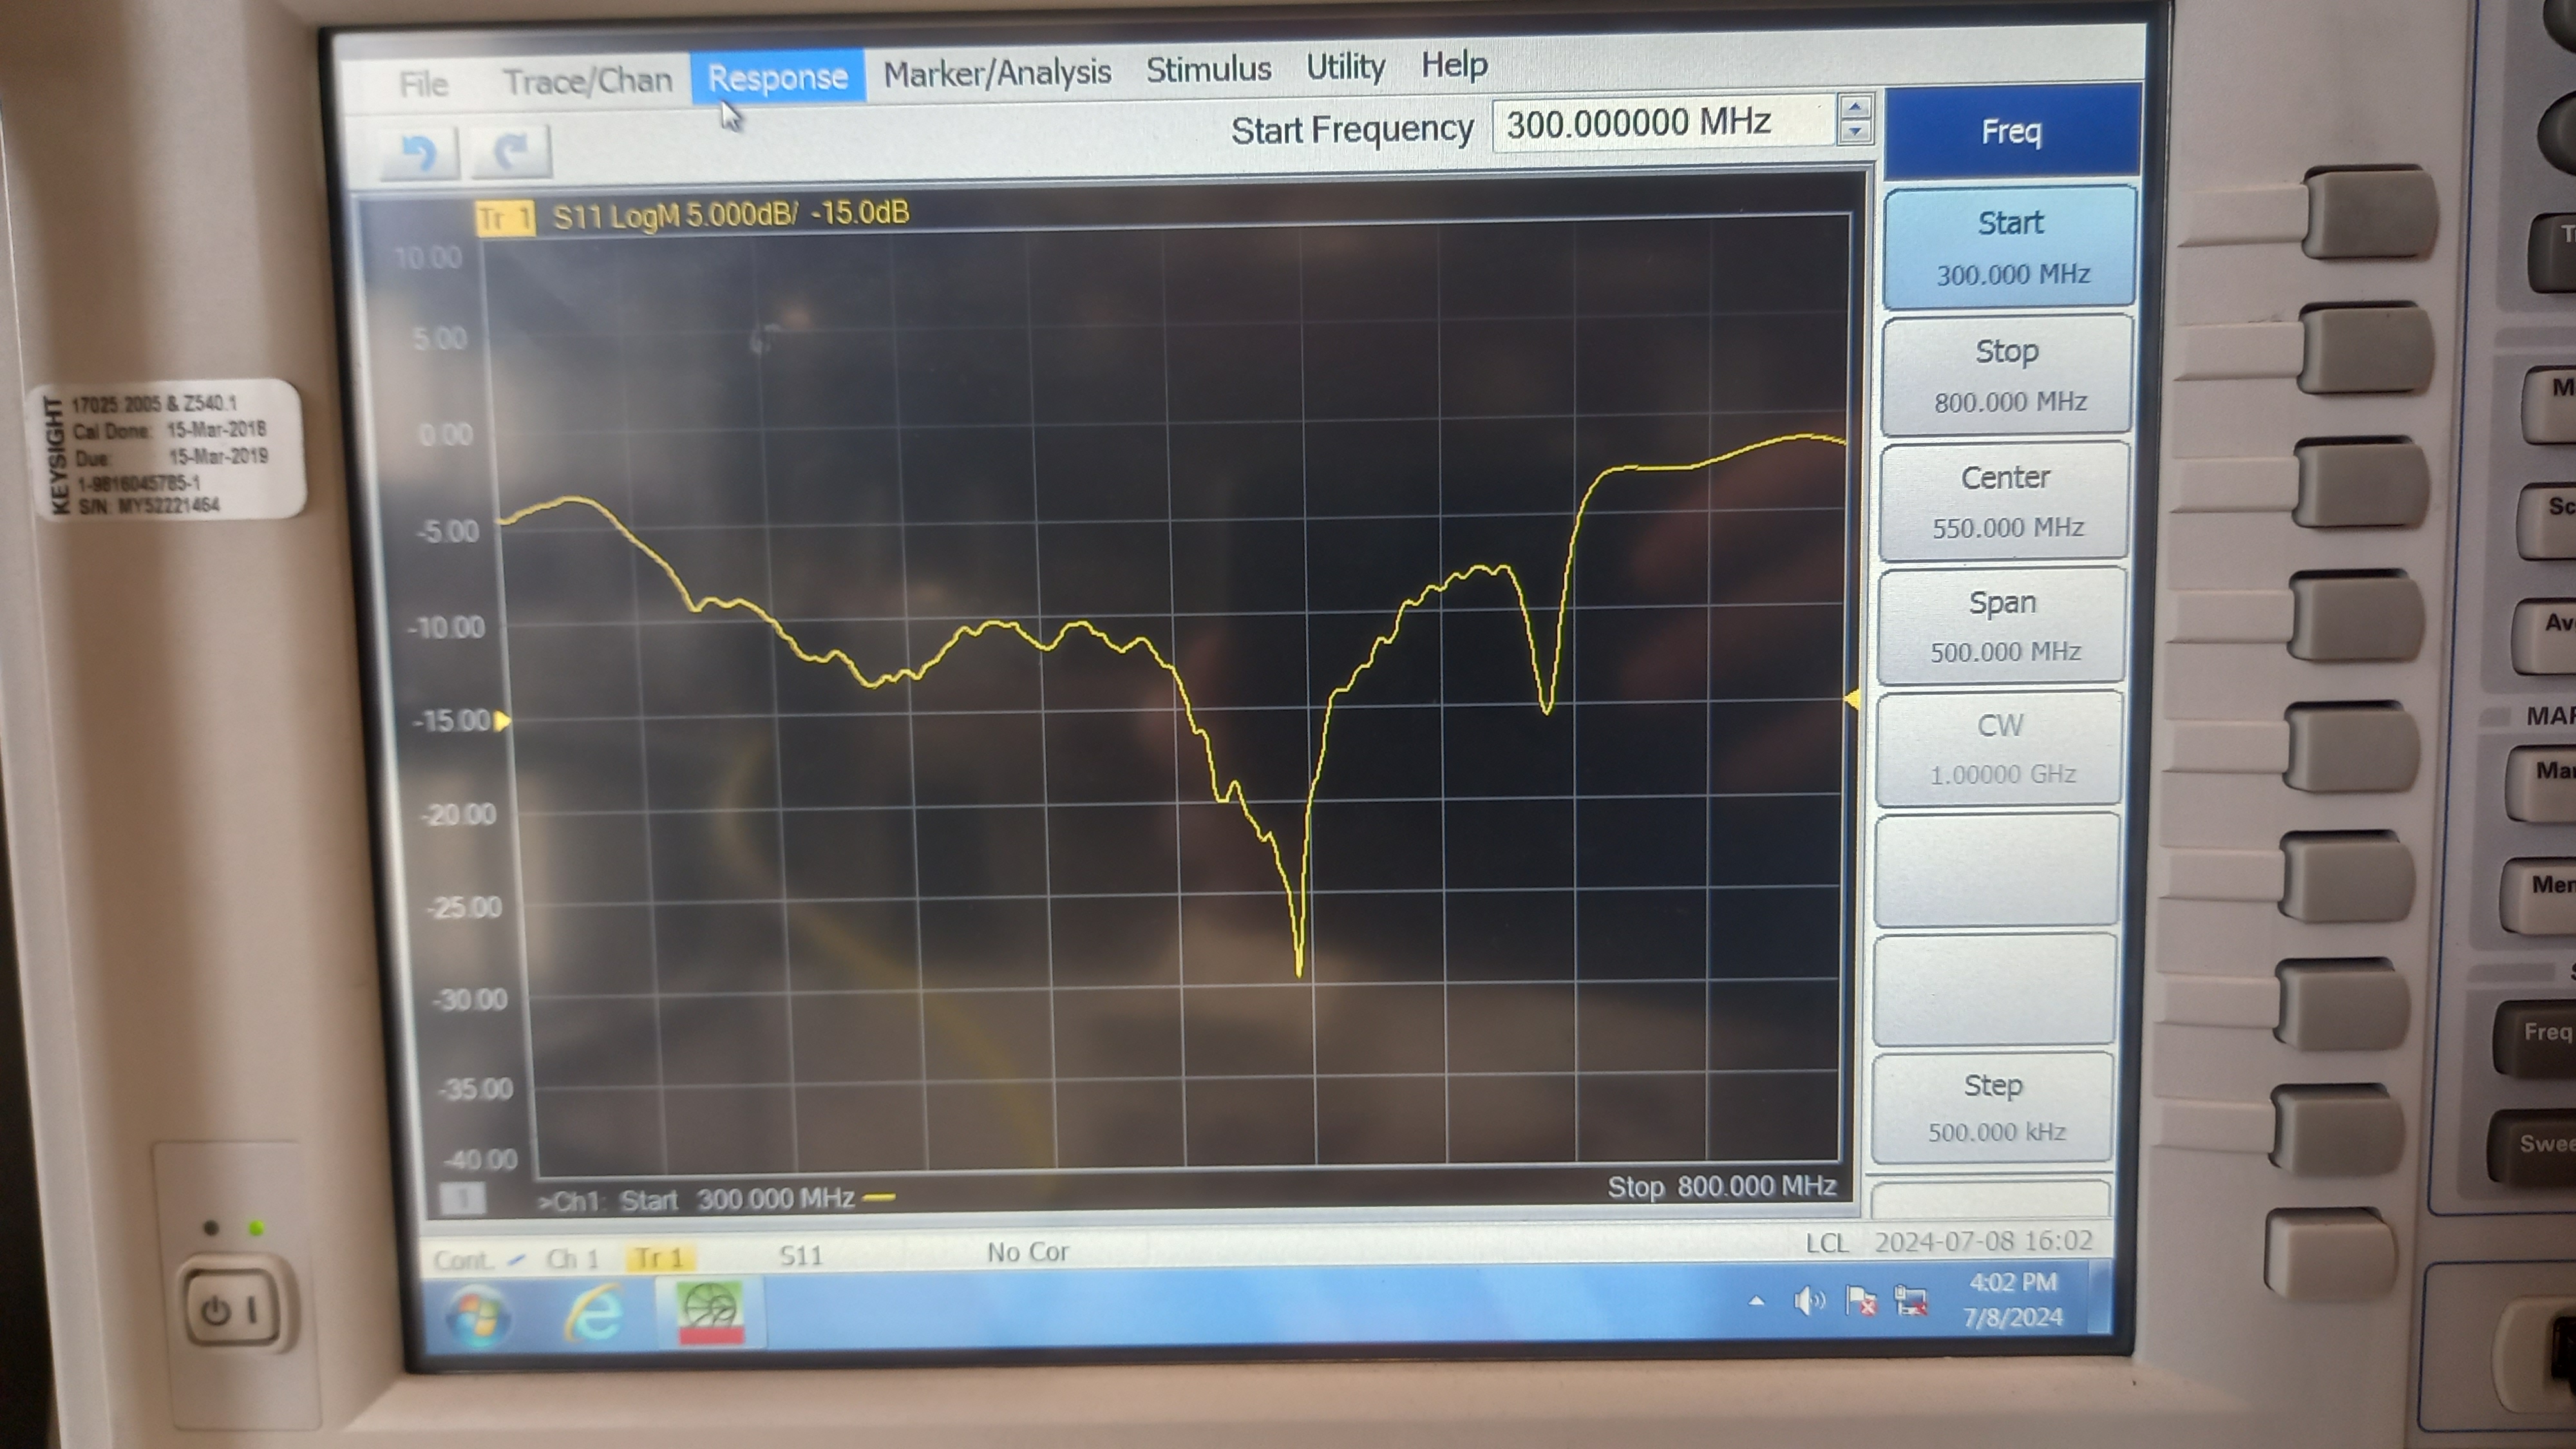 File Trace/Chan Response Marker/Analysis Stimulus Utility Help
Start Frequency 300.000000 MHz
Freq
Tr 1 S11 LogM 5.000dB/ -15.0dB
10.00
5.00
0.00
-5.00
-10.00
-15.00
-20.00
-25.00
-30.00
-35.00
-40.00
1
>Ch1: Start 300.000 MHz
Stop 800.000 MHz
Start
300.000 MHz
Stop
800.000 MHz
Center
550.000 MHz
Span
500.000 MHz
CW
1.00000 GHz
Step
500.000 kHz
Cont. Ch 1 Tr 1 S11 No Cor LCL 2024-07-08 16:02
4:02 PM
7/8/2024
KEYSIGHT
17025:2005 & Z540.1
Cal Done: 15-Mar-2018
Due: 15-Mar-2019
1-9816045785-1
S/N: MY52221464
Freq